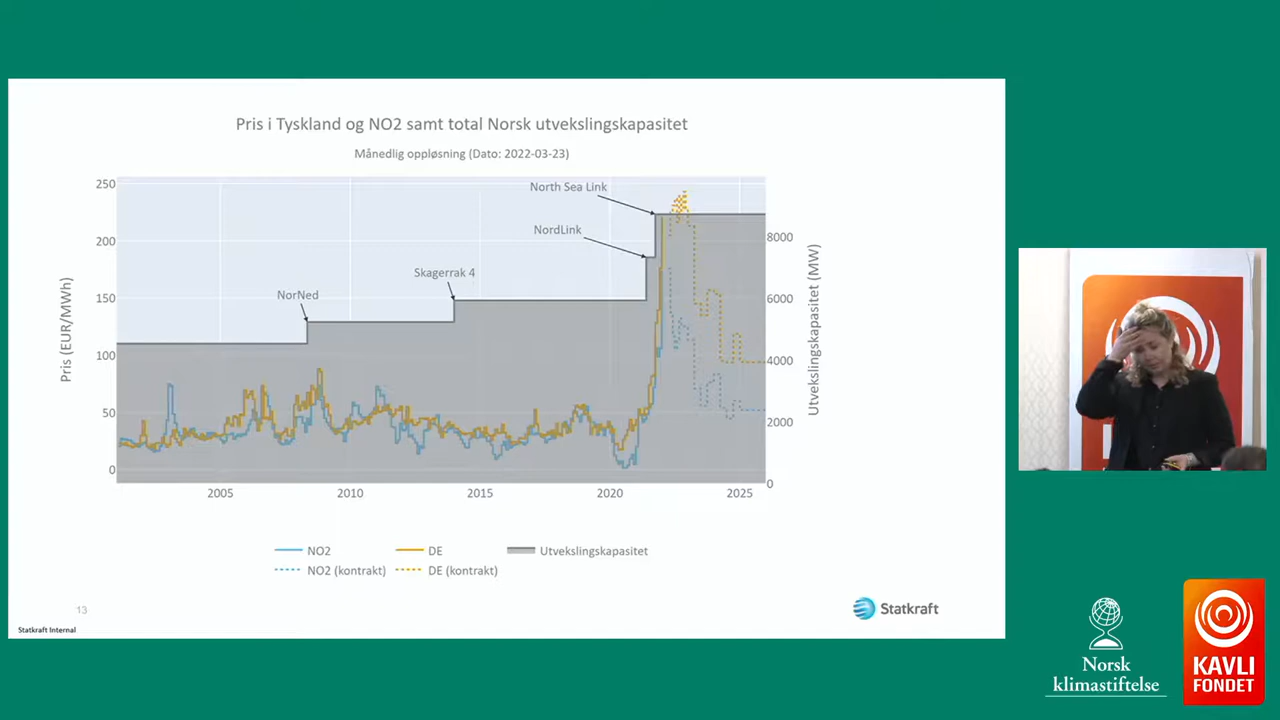 Pris i Tyskland og NO2 samt total Norsk utvekslingskapasitet
Månedlig oppløsning (Dato: 2022-03-23)
250
200
150
100
50
0
Pris (EUR/MWh)
North Sea Link
NordLink
Skagerrak 4
NorNed
8000
6000
4000
2000
0
Utvekslingskapasitet (MW)
2005
2010
2015
2020
2025
NO2
DE
Utvekslingskapasitet
NO2 (kontrakt)
DE (kontrakt)
13
Statkraft
Statkraft Internal
Norsk
klimastiftelse
KAVLI
FONDET